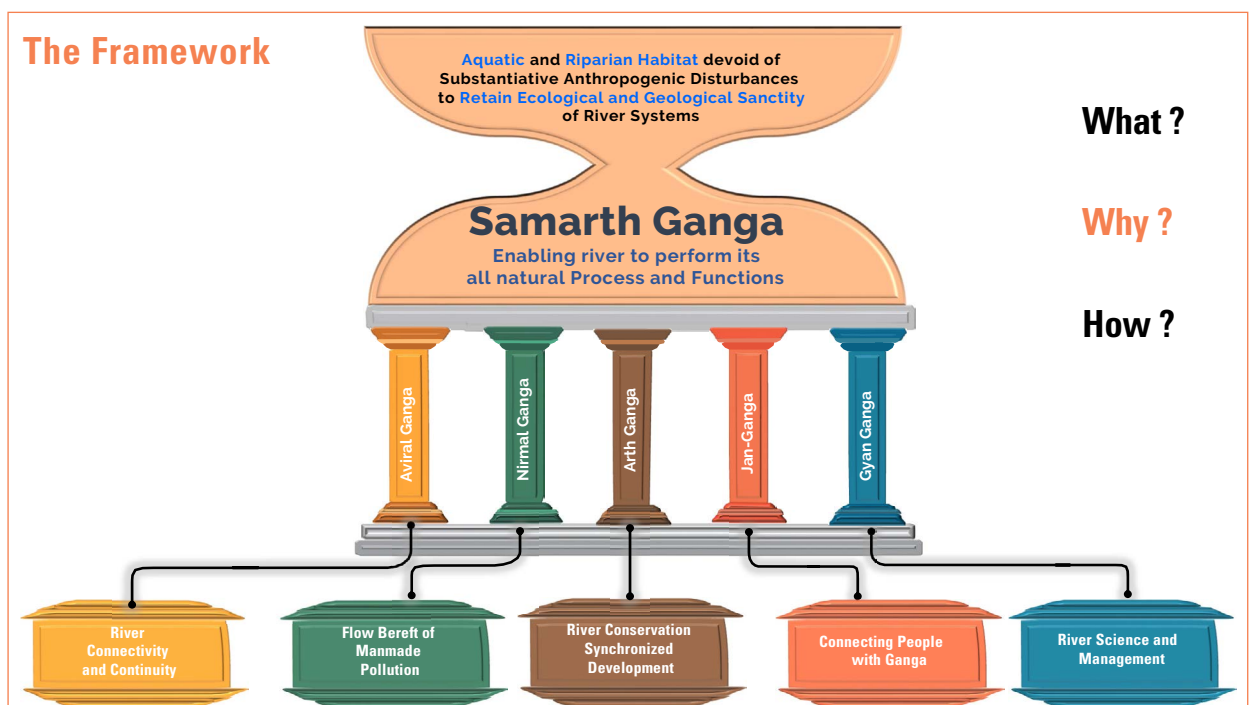 The Framework
Aquatic and Riparian Habitat devoid of
Substantiative Anthropogenic Disturbances
to Retain Ecological and Geological Sanctity
of River Systems
What ?
Samarth Ganga
Enabling river to perform its
all natural Process and Functions
Why ?
How ?
Aviral Ganga
Nirmal Ganga
Arth Ganga
Jan-Ganga
Gyan Ganga
River
Connectivity
and Continuity
Flow Bereft of
Manmade
Pollution
River Conservation
Synchronized
Development
Connecting People
with Ganga
River Science and
Management